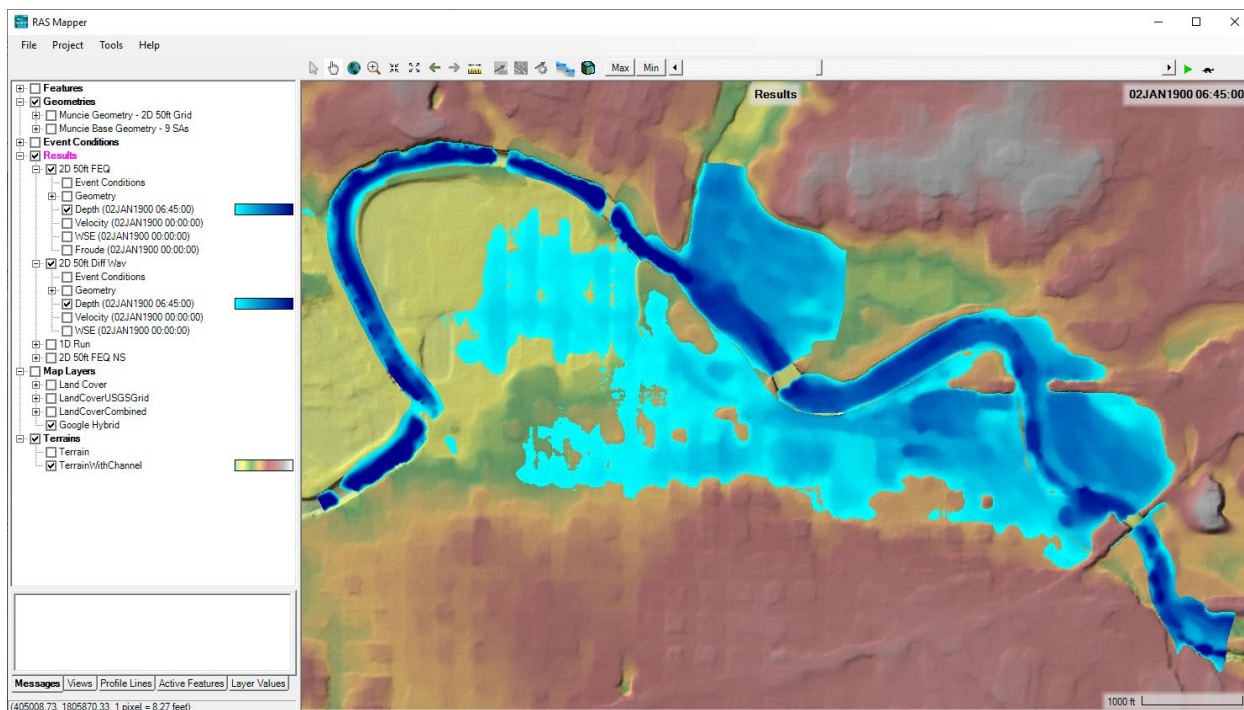 RAS Mapper
File Project Tools Help
Max Min
Features
Geometries
Muncie Geometry - 2D 50ft Grid
Muncie Base Geometry - 9 SAs
Event Conditions
Results
2D 50ft FEQ
Event Conditions
Geometry
Depth (02JAN1900 06:45:00)
Velocity (02JAN1900 00:00:00)
WSE (02JAN1900 00:00:00)
Froude (02JAN1900 00:00:00)
2D 50ft Diff Wav
Event Conditions
Geometry
Depth (02JAN1900 06:45:00)
Velocity (02JAN1900 00:00:00)
WSE (02JAN1900 00:00:00)
1D Run
2D 50ft FEQ NS
Map Layers
Land Cover
LandCoverUSGSGrid
LandCoverCombined
Google Hybrid
Terrains
Terrain
TerrainWithChannel
Results
02JAN1900 06:45:00
1000 ft
Messages Views Profile Lines Active Features Layer Values
(405008.73, 1805870.33 1 pixel = 8.27 feet)